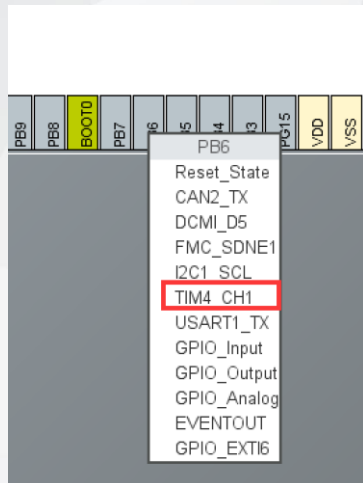 PB9
PB8
BOOT0
PB7
PG15
VDD
VSS
PB6
Reset_State
CAN2_TX
DCMI_D5
FMC_SDNE1
I2C1_SCL
TIM4_CH1
USART1_TX
GPIO_Input
GPIO_Output
GPIO_Analog
EVENTOUT
GPIO_EXTI6